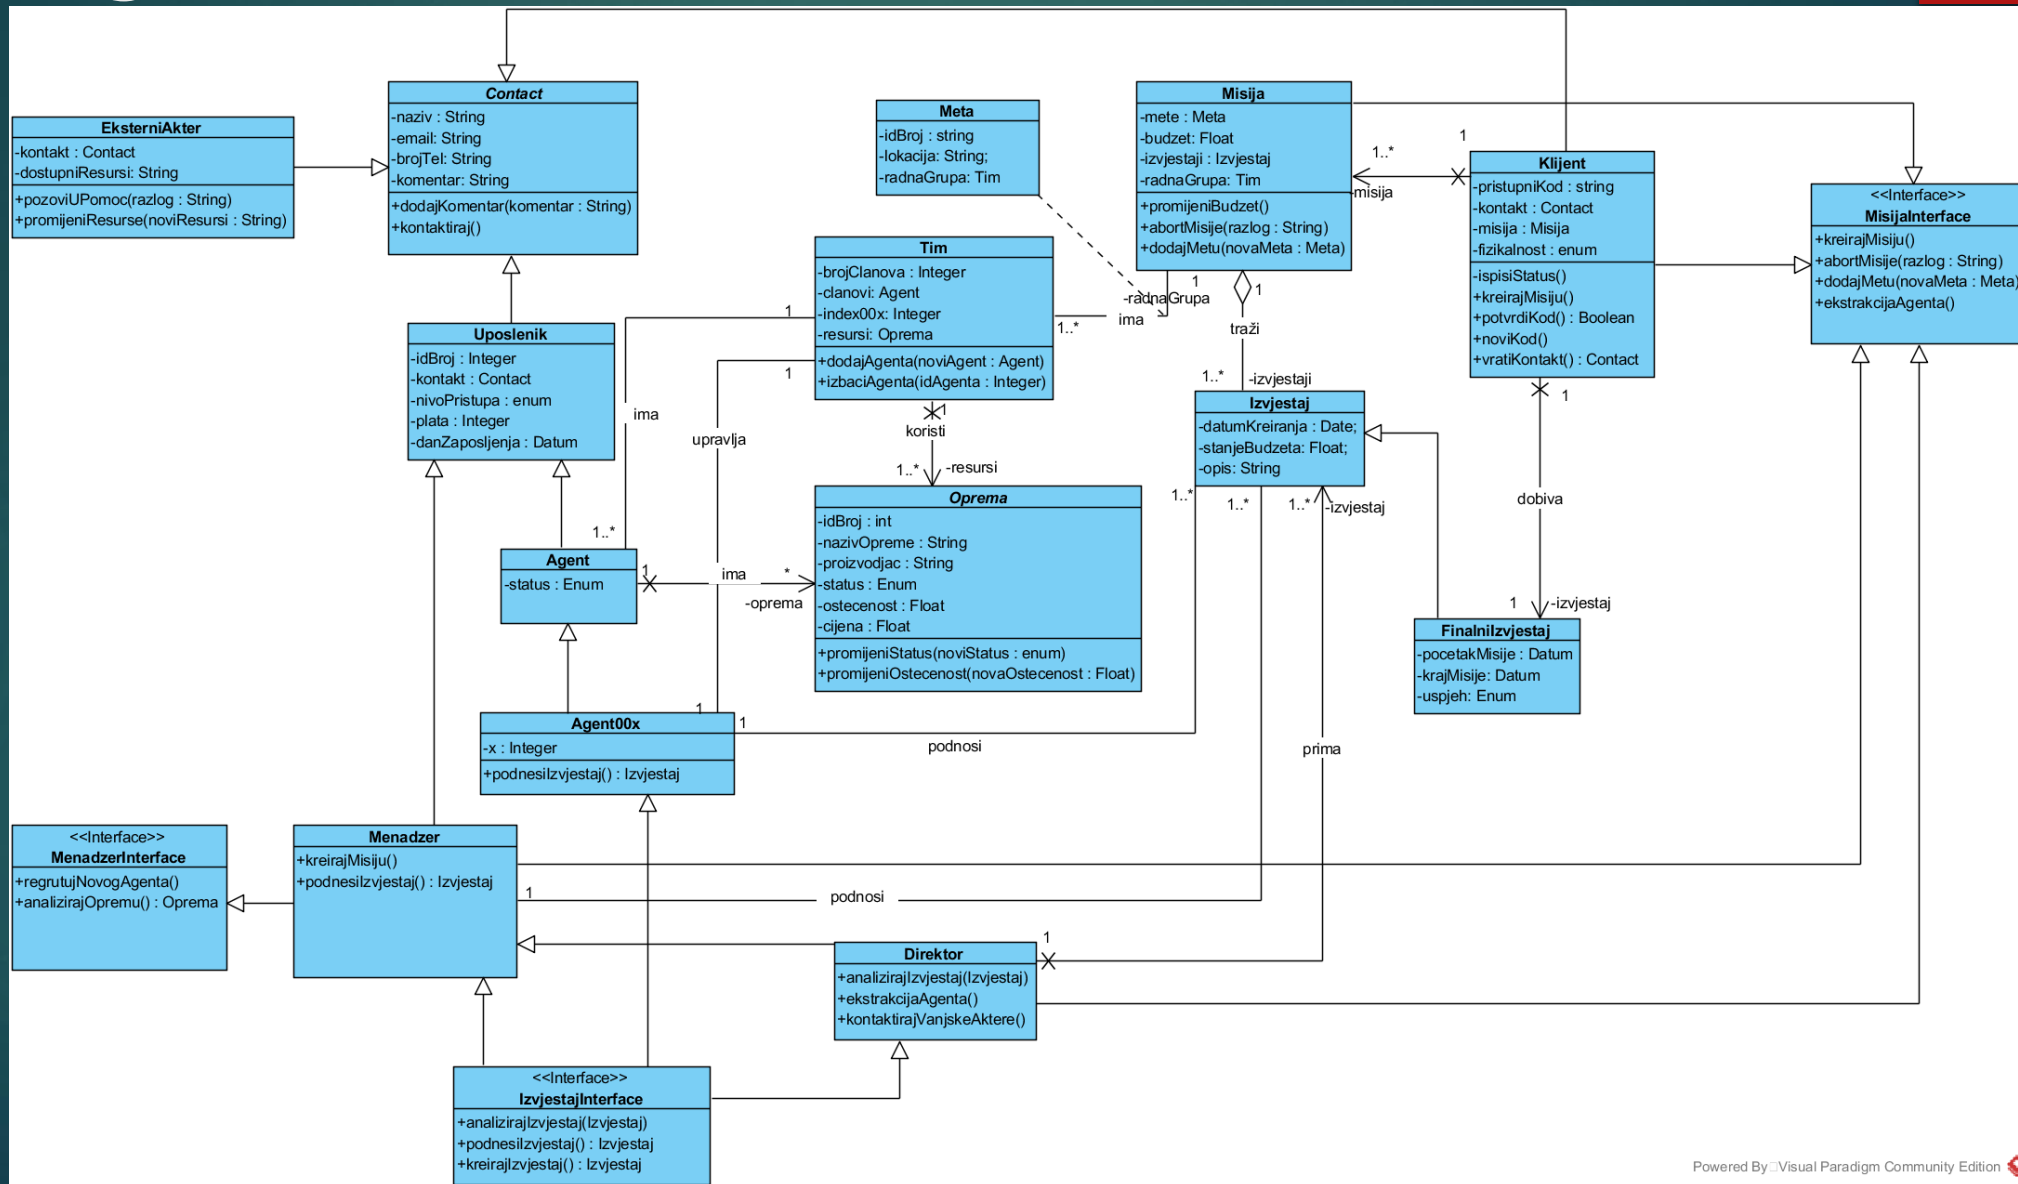 Contact
-naziv : String
-email: String
-brojTel: String
-komentar: String
+dodajKomentar(komentar : String)
+kontaktiraj()
EksterniAkter
-kontakt : Contact
-dostupniResursi: String
+pozoviUPomoc(razlog : String)
+promijeniResurse(noviResursi : String)
Meta
-idBroj : string
-lokacija: String;
-radnaGrupa: Tim
Misija
-mete : Meta
-budzet: Float
-izvjestaji : Izvjestaj
-radnaGrupa: Tim
+promijeniBudzet()
+abortMisije(razlog : String)
+dodajMetu(novaMeta : Meta)
1
1..*
-misija
Klijent
-pristupniKod : string
-kontakt : Contact
-misija : Misija
-fizikalnost : enum
-ispisiStatus()
+kreirajMisiju()
+potvrdiKod() : Boolean
+noviKod()
+vratiKontakt() : Contact
<<Interface>>
MisijaInterface
+kreirajMisiju()
+abortMisije(razlog : String)
+dodajMetu(novaMeta : Meta)
+ekstrakcijaAgenta()
Tim
-brojClanova : Integer
-clanovi: Agent
-index00x: Integer
-resursi: Oprema
+dodajAgenta(noviAgent : Agent)
+izbaciAgenta(idAgenta : Integer)
1
-radnaGrupa
ima
1..*
1
traži
1..*
-izvjestaji
Uposlenik
-idBroj : Integer
-kontakt : Contact
-nivoPristupa : enum
-plata : Integer
-danZaposljenja : Datum
1
ima
1..*
1
upravlja
1
1
koristi
1..*
-resursi
Izvjestaj
-datumKreiranja : Date;
-stanjeBudzeta: Float;
-opis: String
1..*
1..*
1..*
-izvjestaj
1
dobiva
1
-izvjestaj
Oprema
-idBroj : int
-nazivOpreme : String
-proizvodjac : String
-status : Enum
-ostecenost : Float
-cijena : Float
+promijeniStatus(noviStatus : enum)
+promijeniOstecenost(novaOstecenost : Float)
Agent
-status : Enum
1
ima
*
-oprema
FinalniIzvjestaj
-pocetakMisije : Datum
-krajMisije: Datum
-uspjeh: Enum
Agent00x
-x : Integer
+podnesiIzvjestaj() : Izvjestaj
1
podnosi
prima
<<Interface>>
MenadzerInterface
+regrutujNovogAgenta()
+analizirajOpremu() : Oprema
Menadzer
+kreirajMisiju()
+podnesiIzvjestaj() : Izvjestaj
1
podnosi
Direktor
+analizirajIzvjestaj(Izvjestaj)
+ekstrakcijaAgenta()
+kontaktirajVanjskeAktere()
1
<<Interface>>
IzvjestajInterface
+analizirajIzvjestaj(Izvjestaj)
+podnesiIzvjestaj() : Izvjestaj
+kreirajIzvjestaj() : Izvjestaj
Powered By Visual Paradigm Community Edition